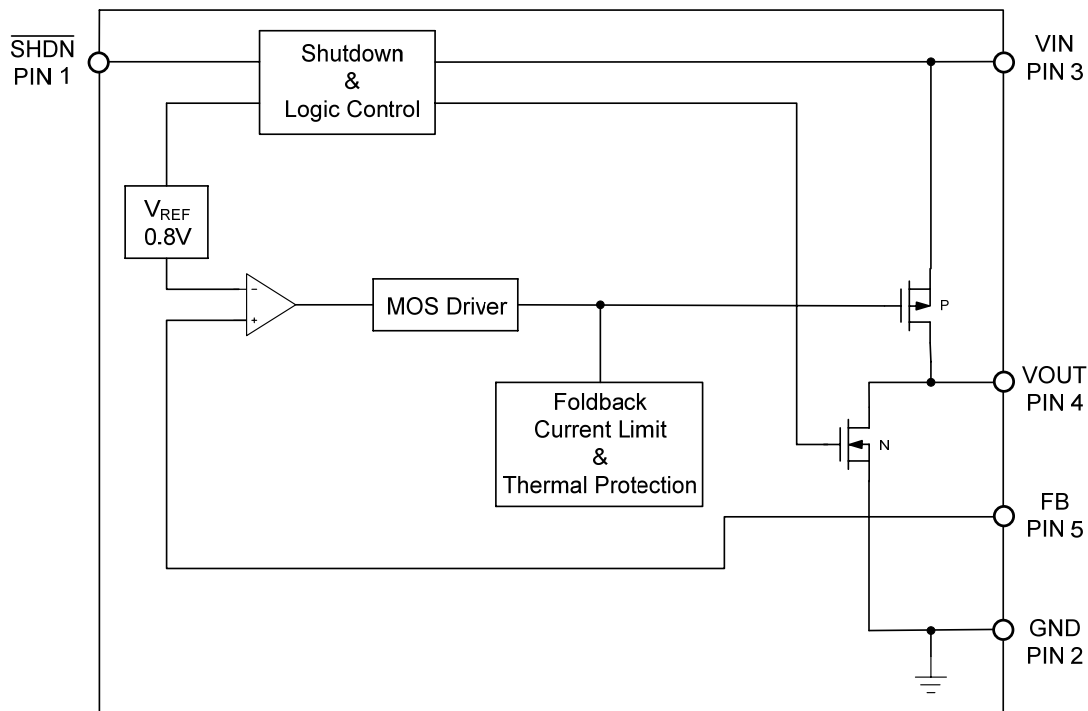 SHDN
PIN 1
Shutdown
&
Logic Control
VIN
PIN 3
VREF
0.8V
-
+
MOS Driver
P
Foldback
Current Limit
&
Thermal Protection
VOUT
PIN 4
N
FB
PIN 5
GND
PIN 2